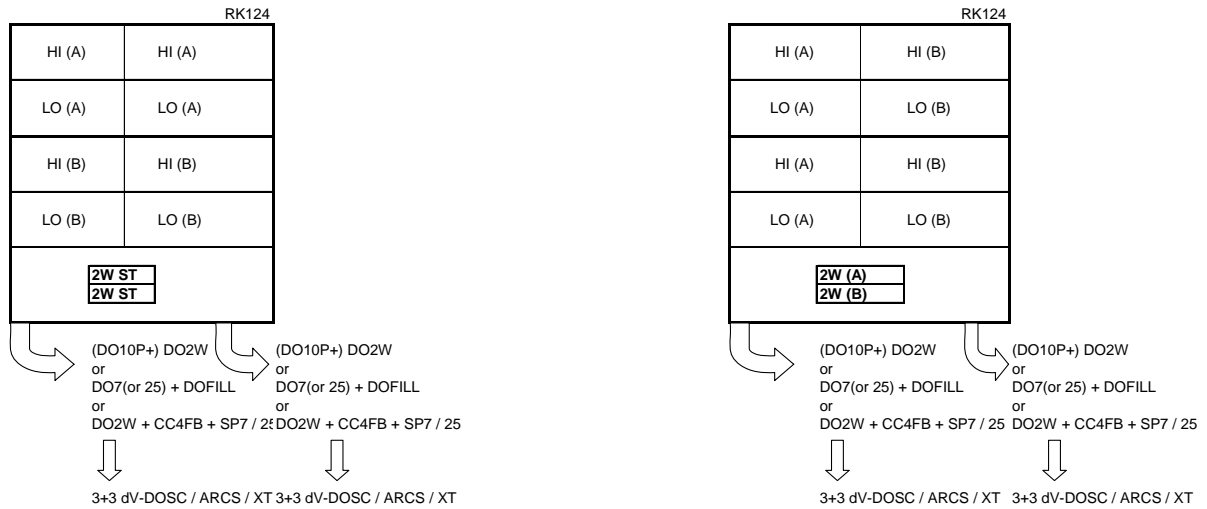 RK124
HI (A) HI (A)
LO (A) LO (A)
HI (B) HI (B)
LO (B) LO (B)
2W ST
2W ST
(DO10P+) DO2W
or
DO7(or 25) + DOFILL
or
DO2W + CC4FB + SP7 / 25
3+3 dV-DOSC / ARCS / XT
(DO10P+) DO2W
or
DO7(or 25) + DOFILL
or
DO2W + CC4FB + SP7 / 25
3+3 dV-DOSC / ARCS / XT
RK124
HI (A) HI (B)
LO (A) LO (B)
HI (A) HI (B)
LO (A) LO (B)
2W (A)
2W (B)
(DO10P+) DO2W
or
DO7(or 25) + DOFILL
or
DO2W + CC4FB + SP7 / 25
3+3 dV-DOSC / ARCS / XT
(DO10P+) DO2W
or
DO7(or 25) + DOFILL
or
DO2W + CC4FB + SP7 / 25
3+3 dV-DOSC / ARCS / XT